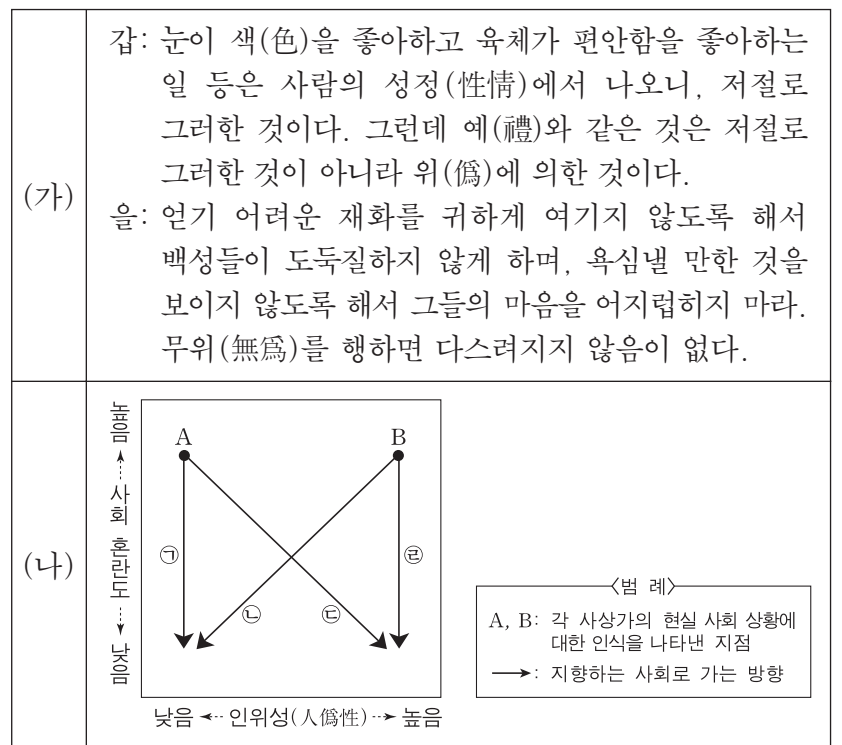 (가)
갑: 눈이 색(色)을 좋아하고 육체가 편안함을 좋아하는
일 등은 사람의 성정(性情)에서 나오니, 저절로
그러한 것이다. 그런데 예(禮)와 같은 것은 저절로
그러한 것이 아니라 위(僞)에 의한 것이다.
을: 얻기 어려운 재화를 귀하게 여기지 않도록 해서
백성들이 도둑질하지 않게 하며, 욕심낼 만한 것을
보이지 않도록 해서 그들의 마음을 어지럽히지 마라.
무위(無爲)를 행하면 다스려지지 않음이 없다.
(나)
높음 ◂┈ 사회 혼란도 ┈▸ 낮음
A
B
㉠
㉡
㉢
㉣
낮음 ◂┈ 인위성(人僞性) ┈▸ 높음
〈범 례〉
A, B: 각 사상가의 현실 사회 상황에
대한 인식을 나타낸 지점
─▸: 지향하는 사회로 가는 방향